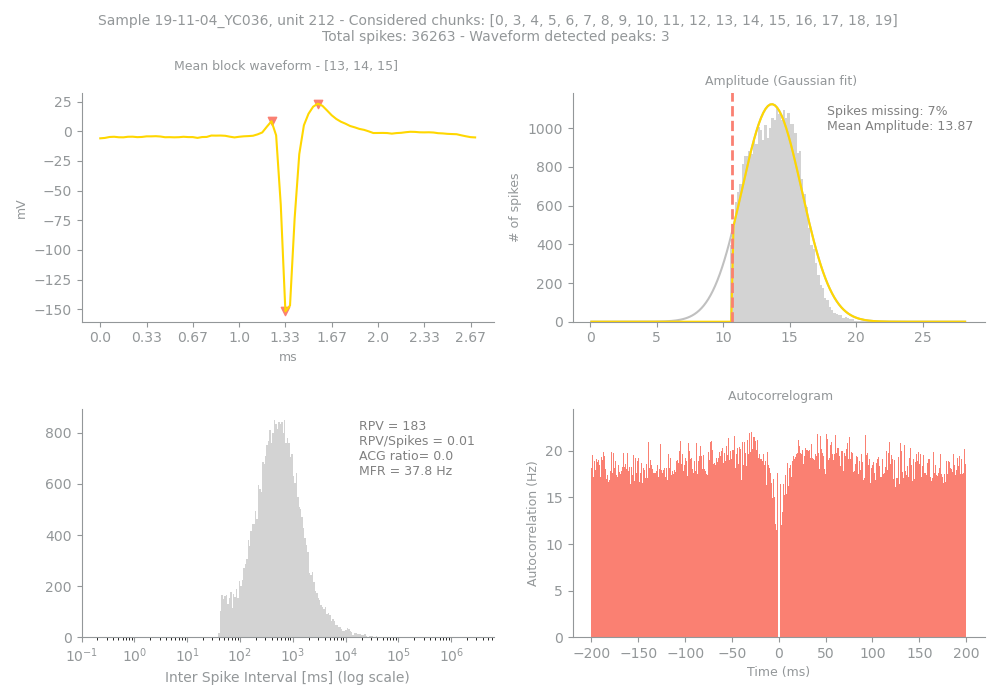 Sample 19-11-04_YC036, unit 212 - Considered chunks: [0, 3, 4, 5, 6, 7, 8, 9, 10, 11, 12, 13, 14, 15, 16, 17, 18, 19]
Total spikes: 36263 - Waveform detected peaks: 3
Mean block waveform - [13, 14, 15]
25
0
−25
−50
−75
−100
−125
−150
mV
0.0 0.33 0.67 1.0 1.33 1.67 2.0 2.33 2.67
ms
Amplitude (Gaussian fit)
Spikes missing: 7%
Mean Amplitude: 13.87
1000
800
600
400
200
0
# of spikes
0 5 10 15 20 25
RPV = 183
RPV/Spikes = 0.01
ACG ratio= 0.0
MFR = 37.8 Hz
800
600
400
200
0
10⁻¹ 10⁰ 10¹ 10² 10³ 10⁴ 10⁵ 10⁶
Inter Spike Interval [ms] (log scale)
Autocorrelogram
20
15
10
5
0
Autocorrelation (Hz)
−200 −150 −100 −50 0 50 100 150 200
Time (ms)